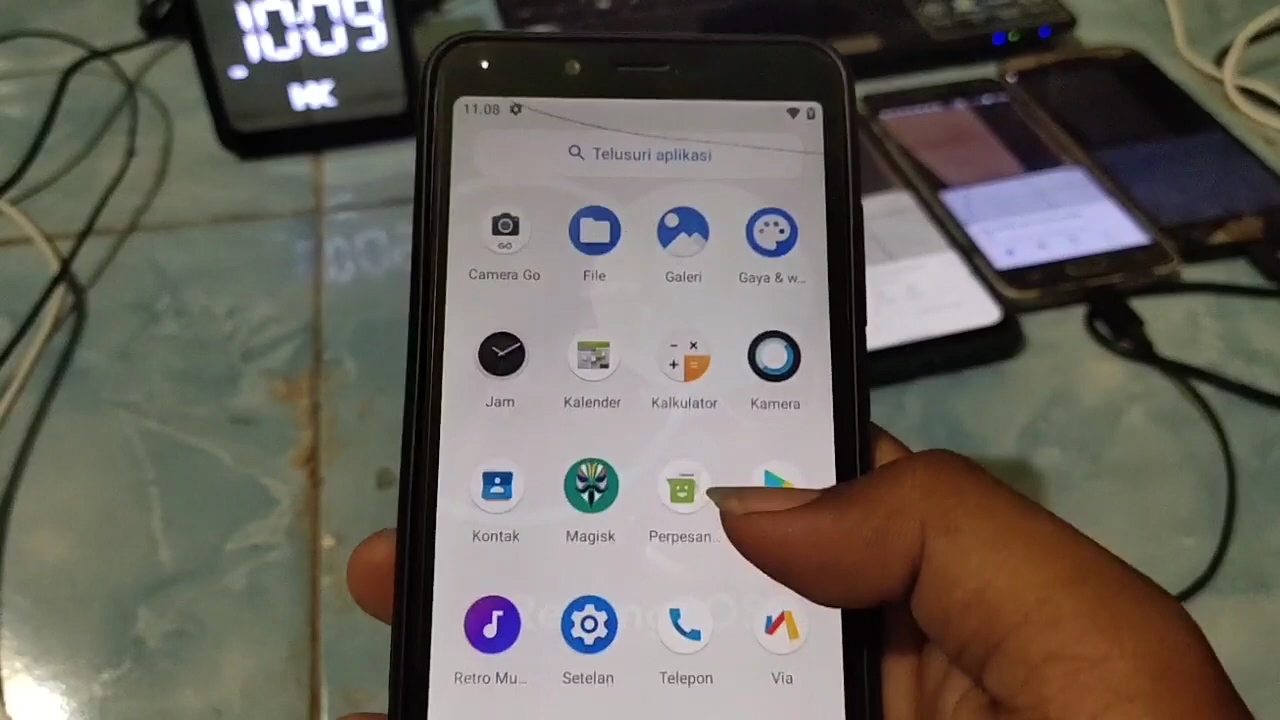 10:09
11.08
Telusuri aplikasi
GO
Camera Go
File
Galeri
Gaya & w...
Jam
Kalender
Kalkulator
Kamera
Kontak
Magisk
Perpesan..
Retro Mu...
Setelan
Telepon
Via